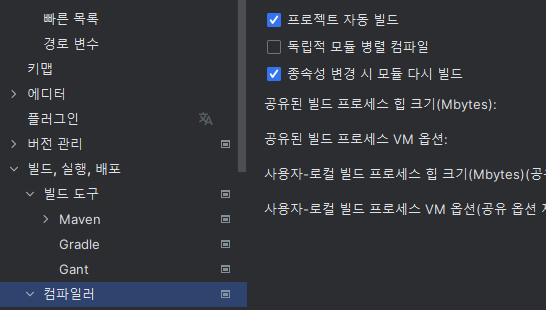 빠른 목록
경로 변수
키맵
에디터
플러그인
버전 관리
빌드, 실행, 배포
빌드 도구
Maven
Gradle
Gant
컴파일러
프로젝트 자동 빌드
독립적 모듈 병렬 컴파일
종속성 변경 시 모듈 다시 빌드
공유된 빌드 프로세스 힙 크기(Mbytes):
공유된 빌드 프로세스 VM 옵션:
사용자-로컬 빌드 프로세스 힙 크기(Mbytes)(공유
사용자-로컬 빌드 프로세스 VM 옵션(공유 옵션